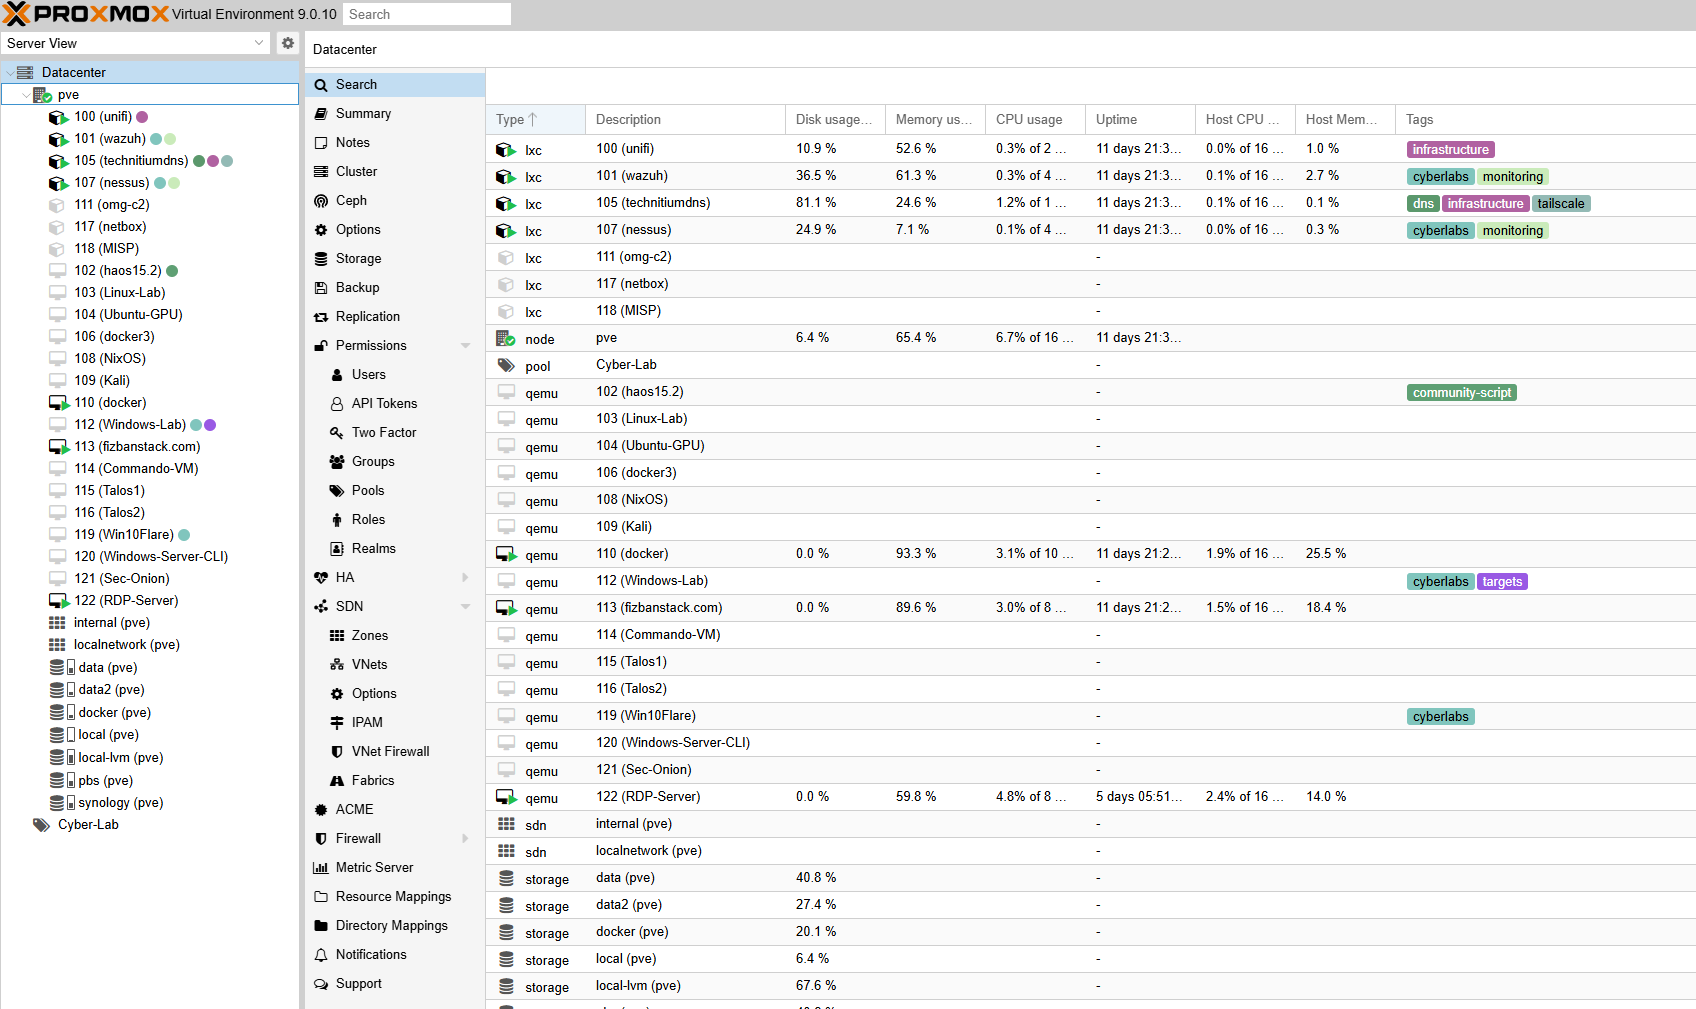 PROXMOX Virtual Environment 9.0.10 Search
Server View
Datacenter
pve
100 (unifi)
101 (wazuh)
105 (technitiumdns)
107 (nessus)
111 (omg-c2)
117 (netbox)
118 (MISP)
102 (haos15.2)
103 (Linux-Lab)
104 (Ubuntu-GPU)
106 (docker3)
108 (NixOS)
109 (Kali)
110 (docker)
112 (Windows-Lab)
113 (fizbanstack.com)
114 (Commando-VM)
115 (Talos1)
116 (Talos2)
119 (Win10Flare)
120 (Windows-Server-CLI)
121 (Sec-Onion)
122 (RDP-Server)
internal (pve)
localnetwork (pve)
data (pve)
data2 (pve)
docker (pve)
local (pve)
local-lvm (pve)
pbs (pve)
synology (pve)
Cyber-Lab
Datacenter
Search
Summary
Notes
Cluster
Ceph
Options
Storage
Backup
Replication
Permissions
Users
API Tokens
Two Factor
Groups
Pools
Roles
Realms
HA
SDN
Zones
VNets
Options
IPAM
VNet Firewall
Fabrics
ACME
Firewall
Metric Server
Resource Mappings
Directory Mappings
Notifications
Support
Type Description Disk usage... Memory us... CPU usage Uptime Host CPU ... Host Mem... Tags
lxc 100 (unifi) 10.9 % 52.6 % 0.3% of 2 ... 11 days 21:3... 0.0% of 16 ... 1.0 % infrastructure
lxc 101 (wazuh) 36.5 % 61.3 % 0.3% of 4 ... 11 days 21:3... 0.1% of 16 ... 2.7 % cyberlabs monitoring
lxc 105 (technitiumdns) 81.1 % 24.6 % 1.2% of 1 ... 11 days 21:3... 0.1% of 16 ... 0.1 % dns infrastructure tailscale
lxc 107 (nessus) 24.9 % 7.1 % 0.1% of 4 ... 11 days 21:3... 0.0% of 16 ... 0.3 % cyberlabs monitoring
lxc 111 (omg-c2) -
lxc 117 (netbox) -
lxc 118 (MISP) -
node pve 6.4 % 65.4 % 6.7% of 16 ... 11 days 21:3...
pool Cyber-Lab -
qemu 102 (haos15.2) - community-script
qemu 103 (Linux-Lab) -
qemu 104 (Ubuntu-GPU) -
qemu 106 (docker3) -
qemu 108 (NixOS) -
qemu 109 (Kali) -
qemu 110 (docker) 0.0 % 93.3 % 3.1% of 10 ... 11 days 21:2... 1.9% of 16 ... 25.5 %
qemu 112 (Windows-Lab) - cyberlabs targets
qemu 113 (fizbanstack.com) 0.0 % 89.6 % 3.0% of 8 ... 11 days 21:2... 1.5% of 16 ... 18.4 %
qemu 114 (Commando-VM) -
qemu 115 (Talos1) -
qemu 116 (Talos2) -
qemu 119 (Win10Flare) - cyberlabs
qemu 120 (Windows-Server-CLI) -
qemu 121 (Sec-Onion) -
qemu 122 (RDP-Server) 0.0 % 59.8 % 4.8% of 8 ... 5 days 05:51... 2.4% of 16 ... 14.0 %
sdn internal (pve) -
sdn localnetwork (pve) -
storage data (pve) 40.8 % -
storage data2 (pve) 27.4 % -
storage docker (pve) 20.1 % -
storage local (pve) 6.4 % -
storage local-lvm (pve) 67.6 % -